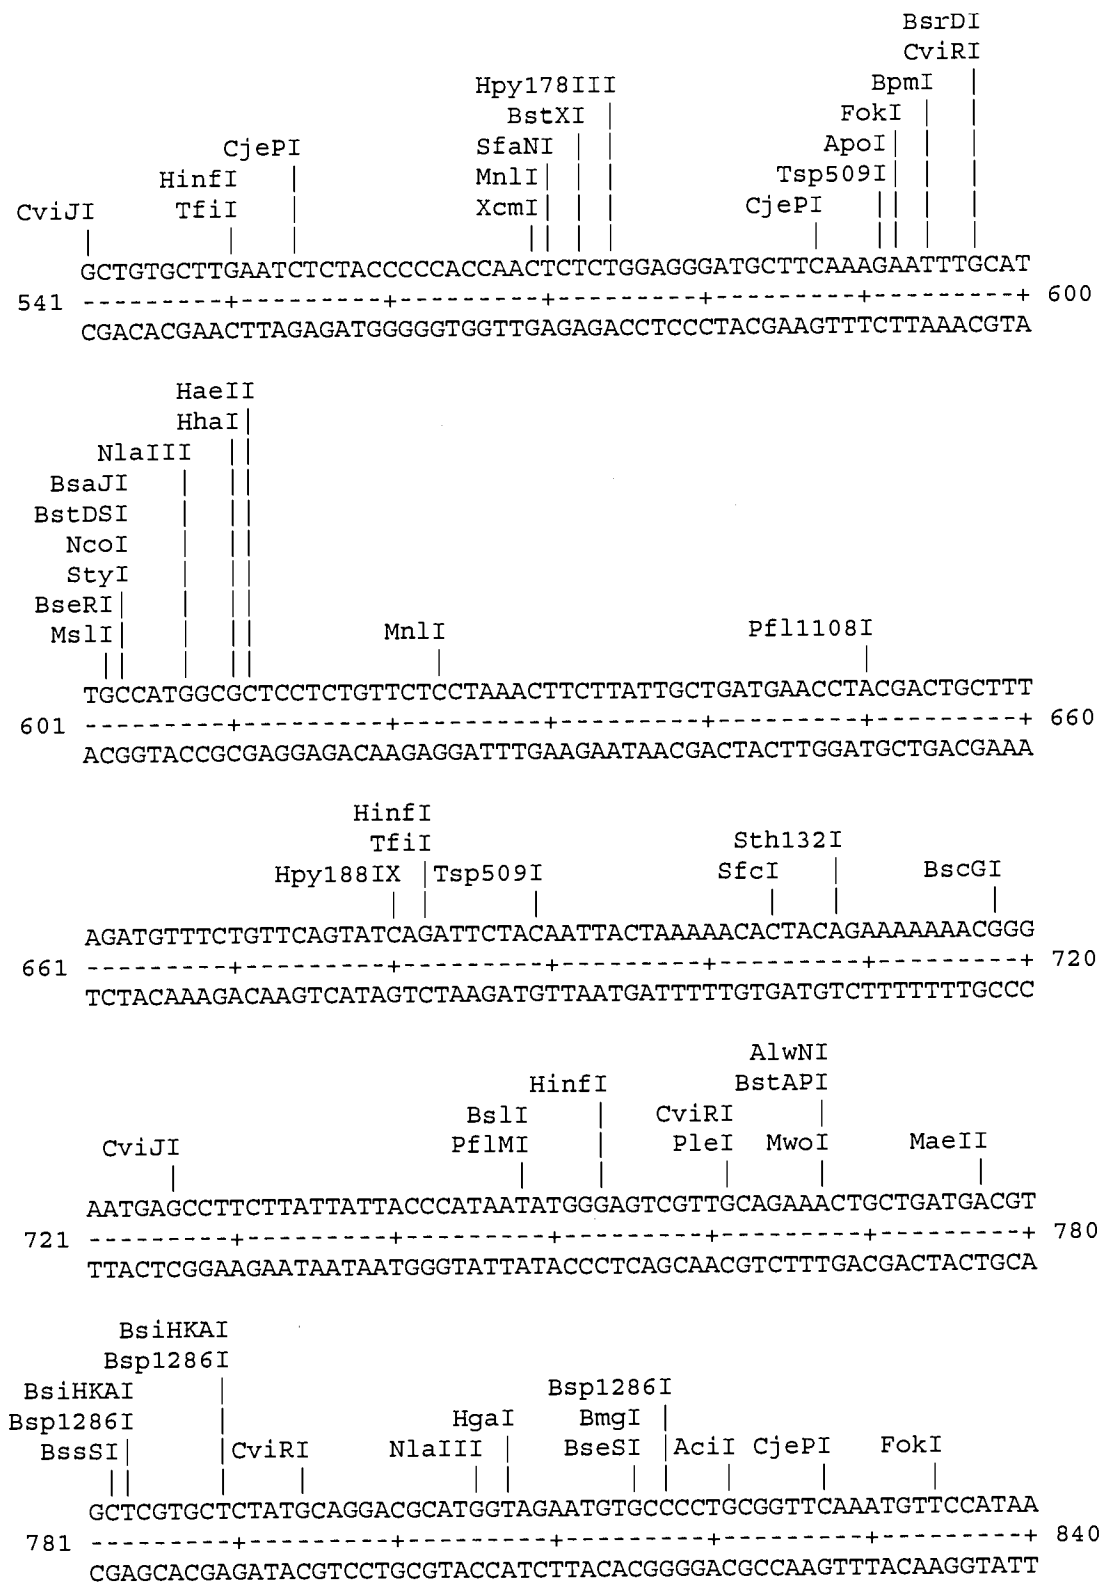 BsrDI
CviRI
Hpy178III BpmI
BstXI FokI
CjePI SfaNI ApoI
HinfI MnlI Tsp509I
CviJI TfiI XcmI CjePI
GCTGTGCTTGAATCTCTACCCCCACCAACTCTCTGGAGGGATGCTTCAAAGAATTTGCAT
541 ---------+---------+---------+---------+---------+---------+ 600
CGACACGAACTTAGAGATGGGGGTGGTTGAGAGACCTCCCTACGAAGTTTCTTAAACGTA
HaeII
HhaI
NlaIII
BsaJI
BstDSI
NcoI
StyI
BseRI
MslI MnlI Pfl1108I
TGCCATGGCGCTCCTCTGTTCTCCTAAACTTCTTATTGCTGATGAACCTACGACTGCTTT
601 ---------+---------+---------+---------+---------+---------+ 660
ACGGTACCGCGAGGAGACAAGAGGATTTGAAGAATAACGACTACTTGGATGCTGACGAAA
HinfI
TfiI Sth132I
Hpy188IX Tsp509I SfcI BscGI
AGATGTTTCTGTTCAGTATCAGATTCTACAATTACTAAAAACACTACAGAAAAAAACGGG
661 ---------+---------+---------+---------+---------+---------+ 720
TCTACAAAGACAAGTCATAGTCTAAGATGTTAATGATTTTTGTGATGTCTTTTTTTGCCC
AlwNI
HinfI BstAPI
BslI CviRI
CviJI PflMI PleI MwoI MaeII
AATGAGCCTTCTTATTATTACCCATAATATGGGAGTCGTTGCAGAAACTGCTGATGACGT
721 ---------+---------+---------+---------+---------+---------+ 780
TTACTCGGAAGAATAATAATGGGTATTATACCCTCAGCAACGTCTTTGACGACTACTGCA
BsiHKAI
Bsp1286I
BsiHKAI Bsp1286I
Bsp1286I HgaI BmgI
BssSI CviRI NlaIII BseSI AciI CjePI FokI
GCTCGTGCTCTATGCAGGACGCATGGTAGAATGTGCCCCTGCGGTTCAAATGTTCCATAA
781 ---------+---------+---------+---------+---------+---------+ 840
CGAGCACGAGATACGTCCTGCGTACCATCTTACACGGGGACGCCAAGTTTACAAGGTATT